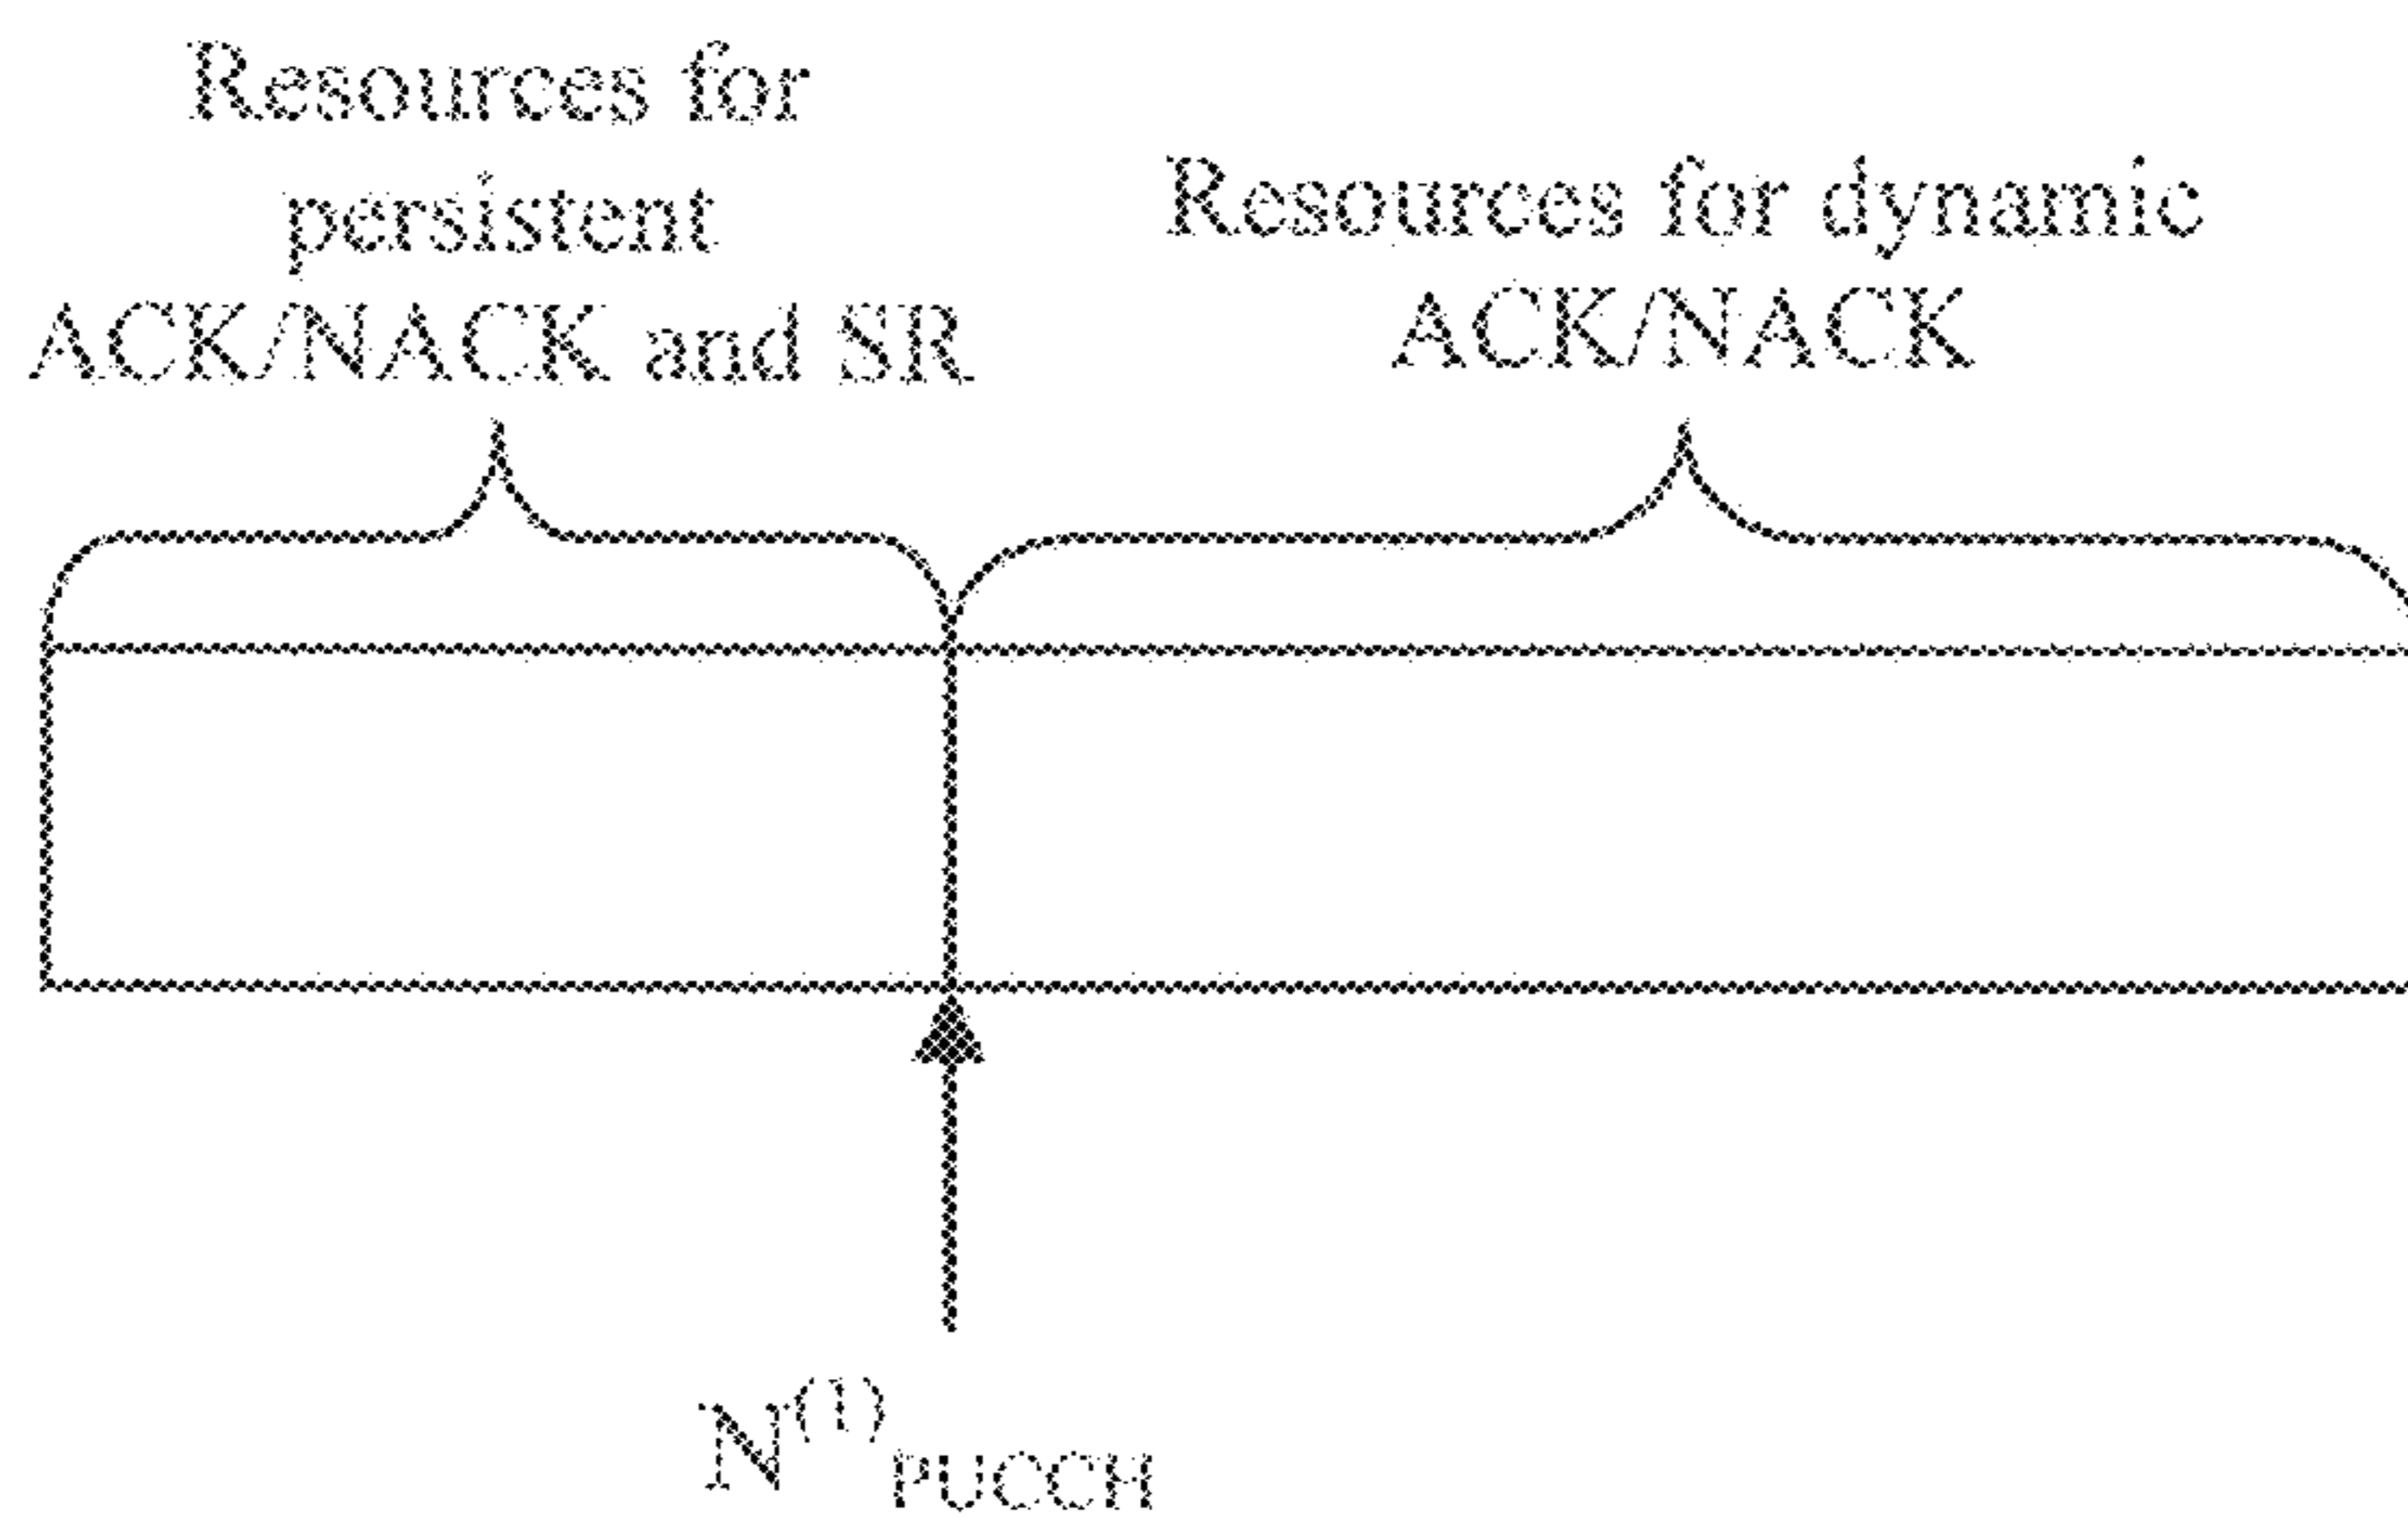 Resources for
persistent
ACK/NACK and SR
Resources for dynamic
ACK/NACK
N(1)PUCCH